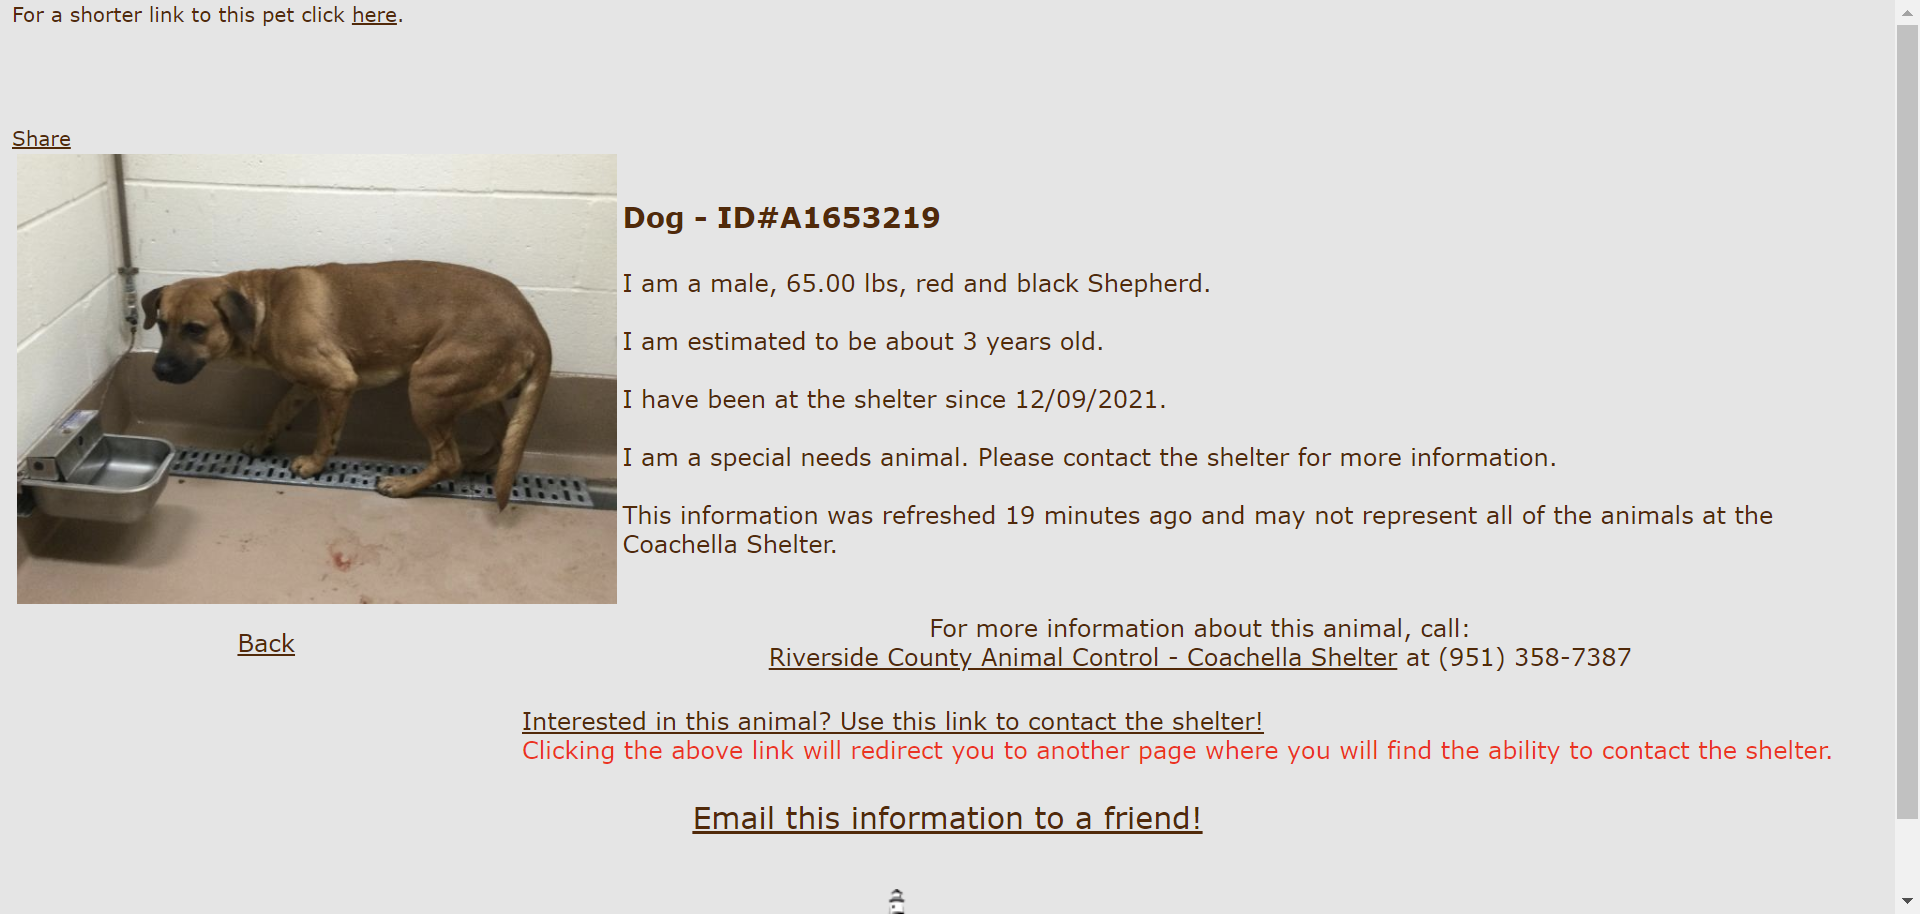 For a shorter link to this pet click here.
Share
Dog - ID#A1653219
I am a male, 65.00 lbs, red and black Shepherd.
I am estimated to be about 3 years old.
I have been at the shelter since 12/09/2021.
I am a special needs animal. Please contact the shelter for more information.
This information was refreshed 19 minutes ago and may not represent all of the animals at the
Coachella Shelter.
Back
For more information about this animal, call:
Riverside County Animal Control - Coachella Shelter at (951) 358-7387
Interested in this animal? Use this link to contact the shelter!
Clicking the above link will redirect you to another page where you will find the ability to contact the shelter.
Email this information to a friend!